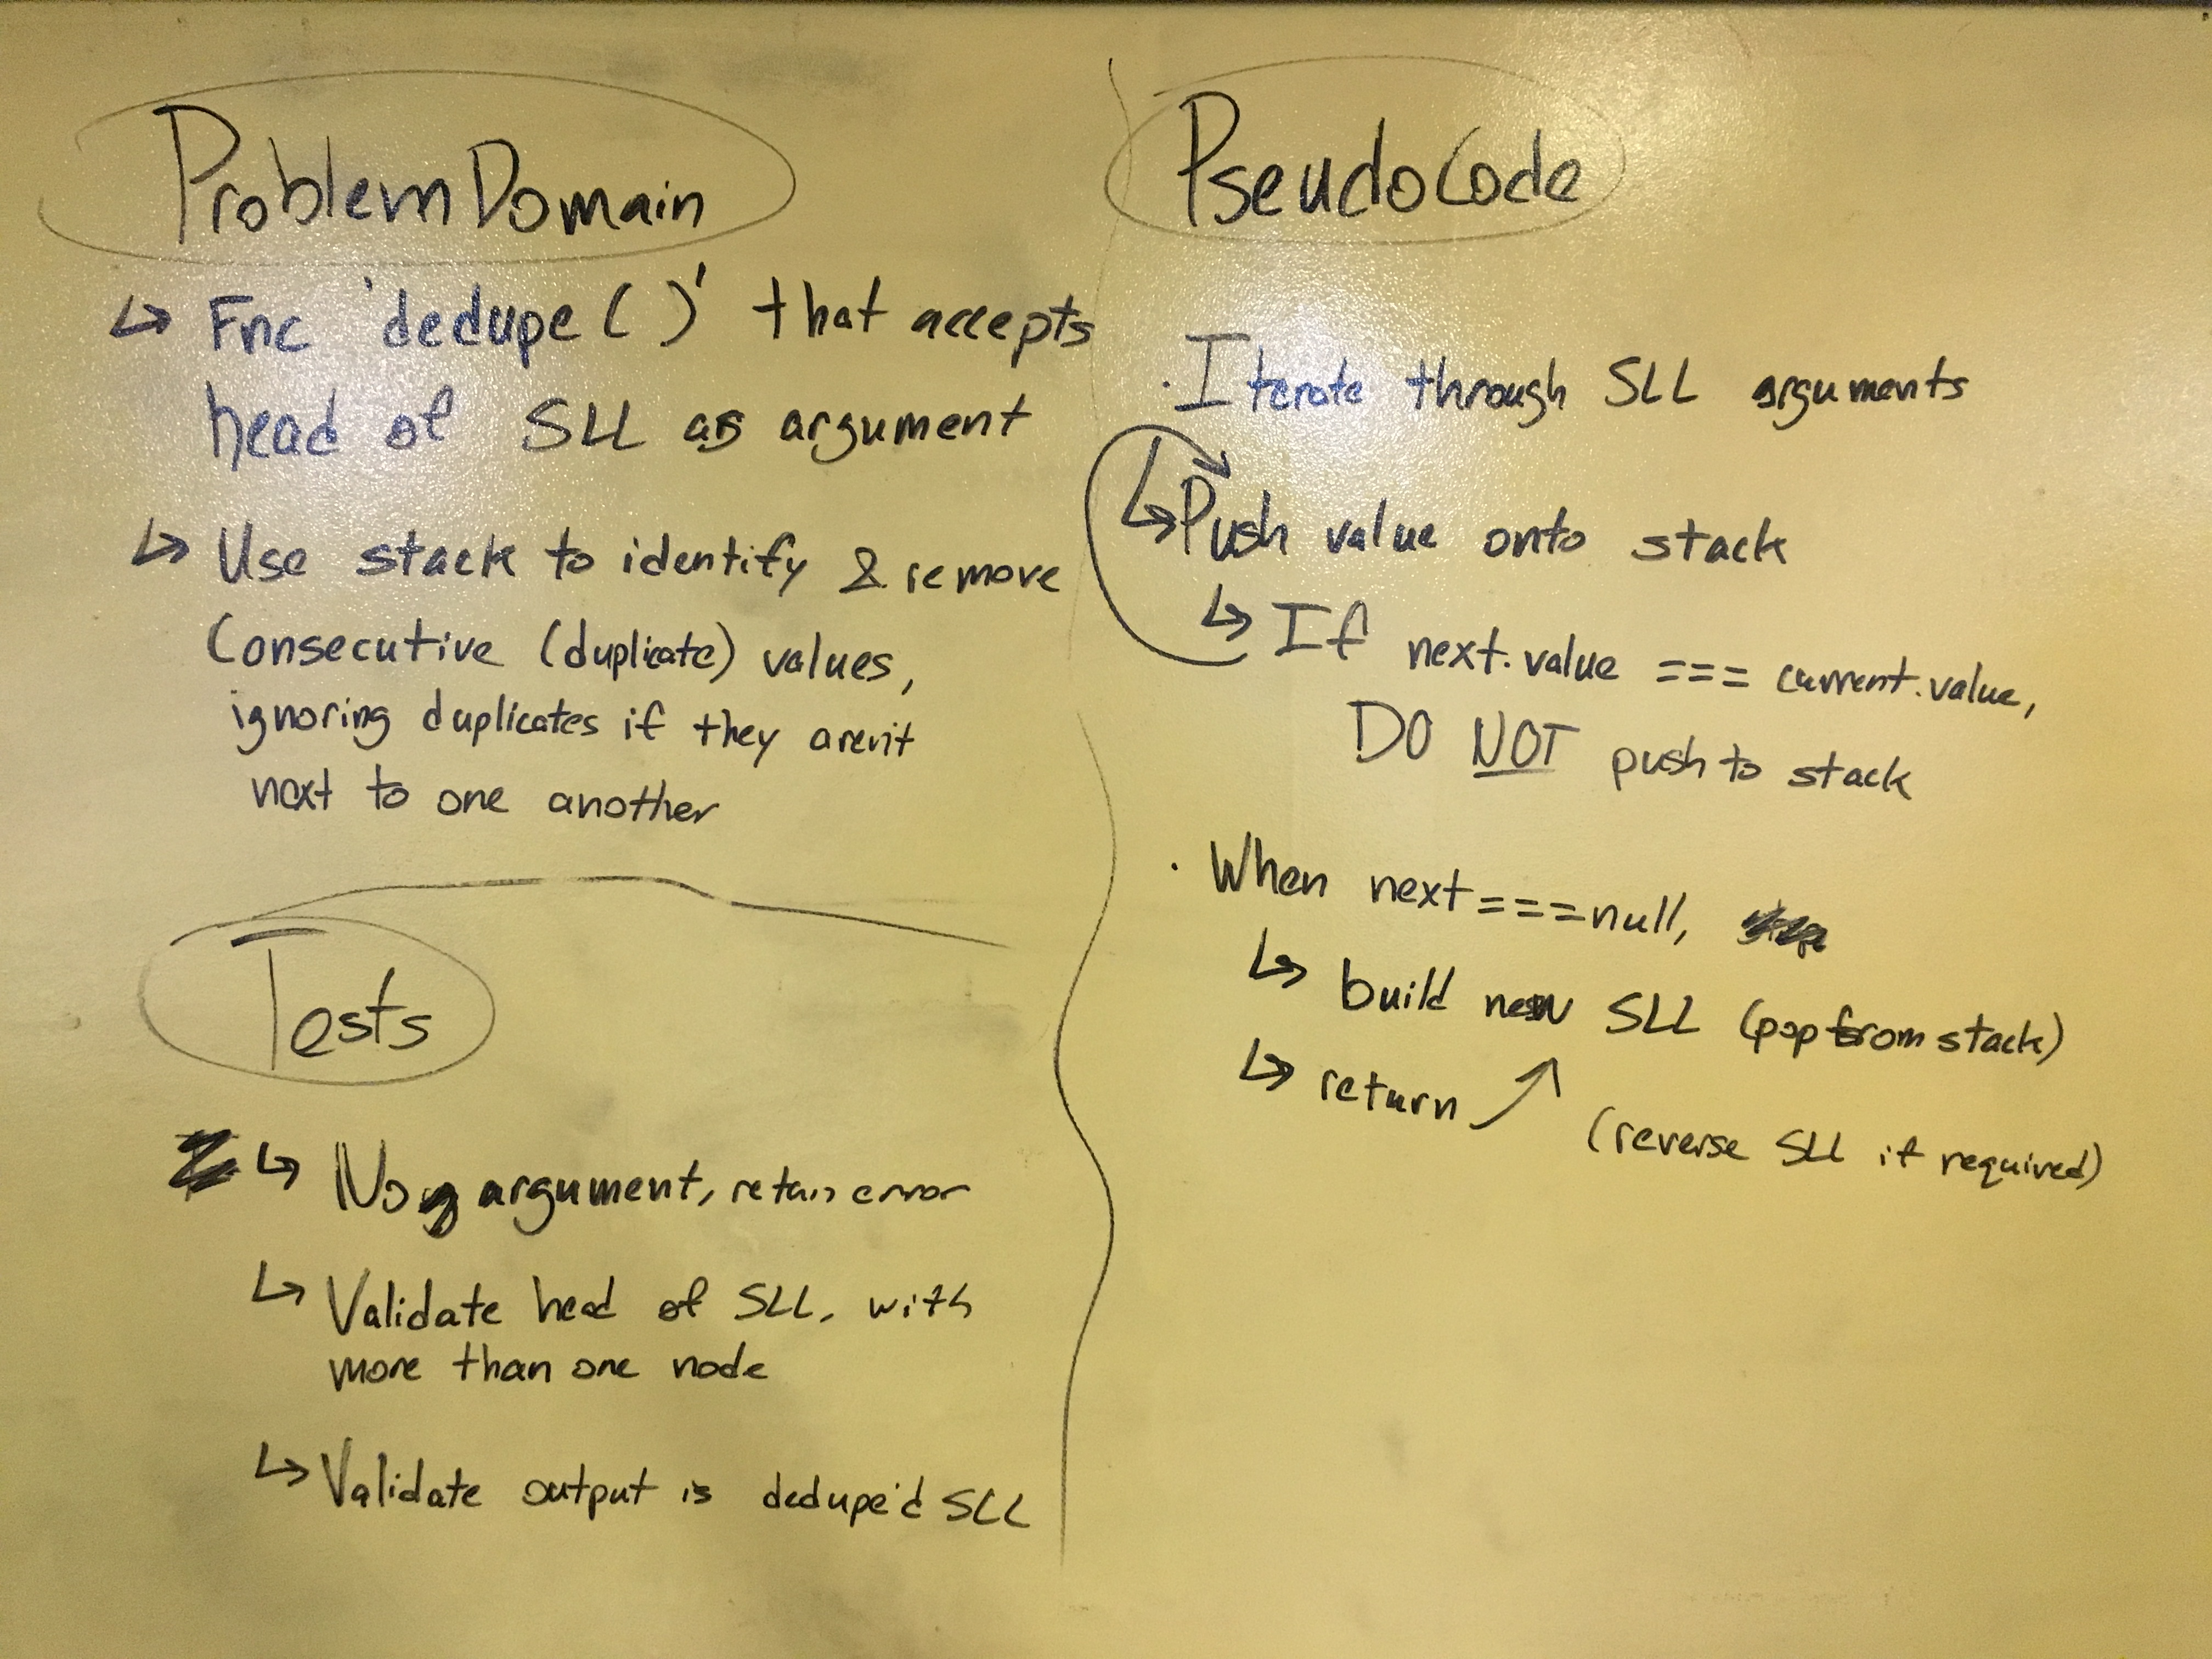 Problem Domain
↳ Fnc 'dedupe()' that accepts
head of SLL as argument
↳ Use stack to identify & remove
Consecutive (duplicate) values,
ignoring duplicates if they aren't
next to one another
Tests
↳ No argument, retain error
↳ Validate head of SLL, with
more than one node
↳ Validate output is dedupe'd SLL
PseudoCode
· Iterate through SLL arguments
↳ Push value onto stack
↳ If next.value === current.value,
DO NOT push to stack
· When next === null,
↳ build new SLL (pop from stack)
↳ return ↗
(reverse SLL if required)